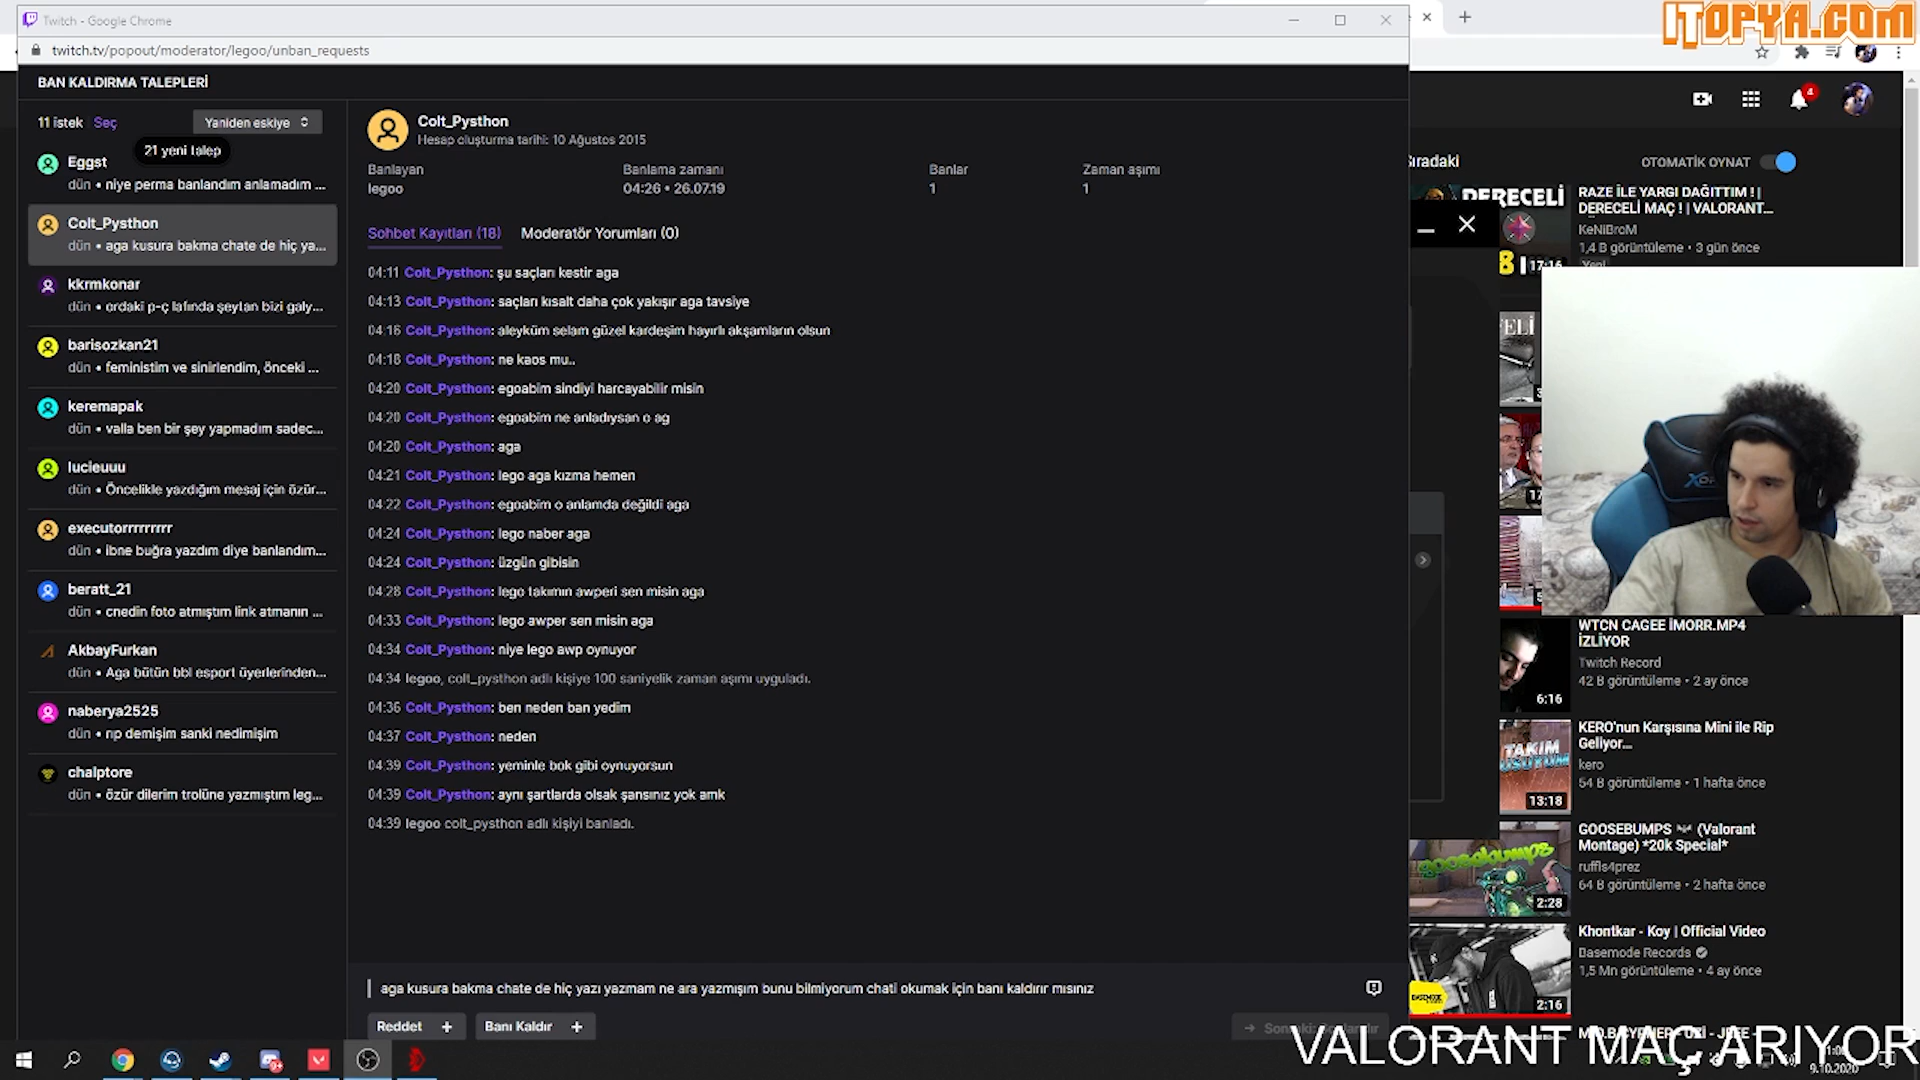 Twitch - Google Chrome
twitch.tv/popout/moderator/legoo/unban_requests
ITOPYA.COM
BAN KALDIRMA TALEPLERİ
11 istek Seç
Yeniden eskiye
21 yeni talep
Eggst
dün • niye perma banlandım anlamadım ...
Colt_Pysthon
dün • aga kusura bakma chate de hiç ya...
kkrmkonar
dün • ordaki p-ç lafında şeytan bizi galy...
barisozkan21
dün • feministim ve sinirlendim, önceki ...
keremapak
dün • valla ben bir şey yapmadım sadec...
lucieuuu
dün • Öncelikle yazdığım mesaj için özür...
executorrrrrrrrr
dün • ibne buğra yazdım diye banlandım...
beratt_21
dün • cnedin foto atmıştım link atmanın ...
AkbayFurkan
dün • Aga bütün bbl esport üyerlerinden...
naberya2525
dün • rıp demişim sanki nedimişim
chalptore
dün • özür dilerim trolüne yazmıştım leg...
Colt_Pysthon
Hesap oluşturma tarihi: 10 Ağustos 2015
Banlayan
legoo
Banlama zamanı
04:26 • 26.07.19
Banlar
1
Zaman aşımı
1
Sohbet Kayıtları (18) Moderatör Yorumları (0)
04:11 Colt_Pysthon: şu saçları kestir aga
04:13 Colt_Pysthon: saçları kısalt daha çok yakışır aga tavsiye
04:16 Colt_Pysthon: aleyküm selam güzel kardeşim hayırlı akşamların olsun
04:18 Colt_Pysthon: ne kaos mu..
04:20 Colt_Pysthon: egoabim sindiyi harcayabilir misin
04:20 Colt_Pysthon: egoabim ne anladıysan o ag
04:20 Colt_Pysthon: aga
04:21 Colt_Pysthon: lego aga kızma hemen
04:22 Colt_Pysthon: egoabim o anlamda değildi aga
04:24 Colt_Pysthon: lego naber aga
04:24 Colt_Pysthon: üzgün gibisin
04:28 Colt_Pysthon: lego takımın awperi sen misin aga
04:33 Colt_Pysthon: lego awper sen misin aga
04:34 Colt_Pysthon: niye lego awp oynuyor
04:34 legoo, colt_pysthon adlı kişiye 100 saniyelik zaman aşımı uyguladı.
04:36 Colt_Pysthon: ben neden ban yedim
04:37 Colt_Pysthon: neden
04:39 Colt_Pysthon: yeminle bok gibi oynuyorsun
04:39 Colt_Pysthon: aynı şartlarda olsak şansınız yok amk
04:39 legoo colt_pysthon adlı kişiyi banladı.
aga kusura bakma chate de hiç yazı yazmam ne ara yazmışım bunu bilmiyorum chati okumak için banı kaldırır mısınız
Reddet + Banı Kaldır +
4
Sıradaki
OTOMATİK OYNAT
DERECELİ
17:16
RAZE İLE YARGI DAĞITTIM ! |
DERECELİ MAÇ ! | VALORANT...
KeNiBroM
1,4 B görüntüleme • 3 gün önce
Yeni
WTCN CAGEE İMORR.MP4
İZLİYOR
Twitch Record
42 B görüntüleme • 2 ay önce
6:16
KERO'nun Karşısına Mini ile Rip
Geliyor...
kero
54 B görüntüleme • 1 hafta önce
TAKIM
13:18
GOOSEBUMPS (Valorant
Montage) *20k Special*
ruffls4prez
64 B görüntüleme • 2 hafta önce
goosebumps
2:28
Khontkar - Koy | Official Video
Basemode Records
1,5 Mn görüntüleme • 4 ay önce
2:16
VALORANT MAÇ ARIYOR
9.10.2020